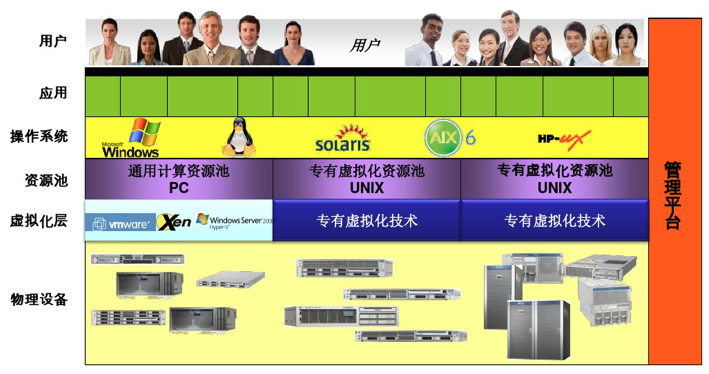 用户
用户
应用
操作系统
Microsoft
Windows
solaris
AIX 6
HP-UX
资源池
通用计算资源池
PC
专有虚拟化资源池
UNIX
专有虚拟化资源池
UNIX
虚拟化层
vmware
Xen
Windows Server 2008
Hyper-V
专有虚拟化技术
专有虚拟化技术
物理设备
管理平台